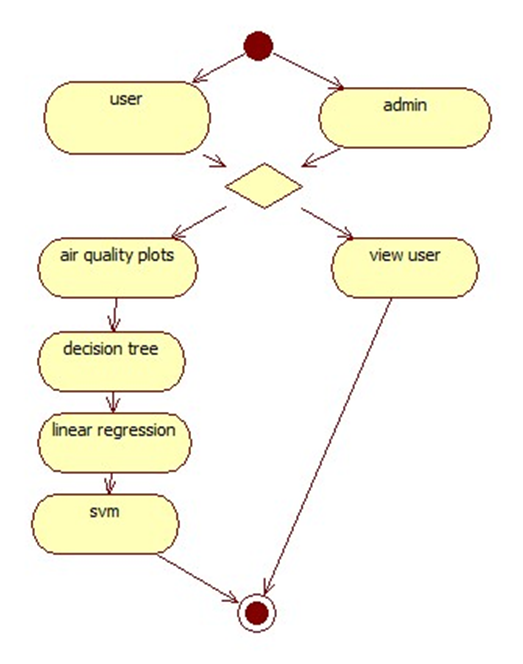 user
admin
air quality plots
view user
decision tree
linear regression
svm